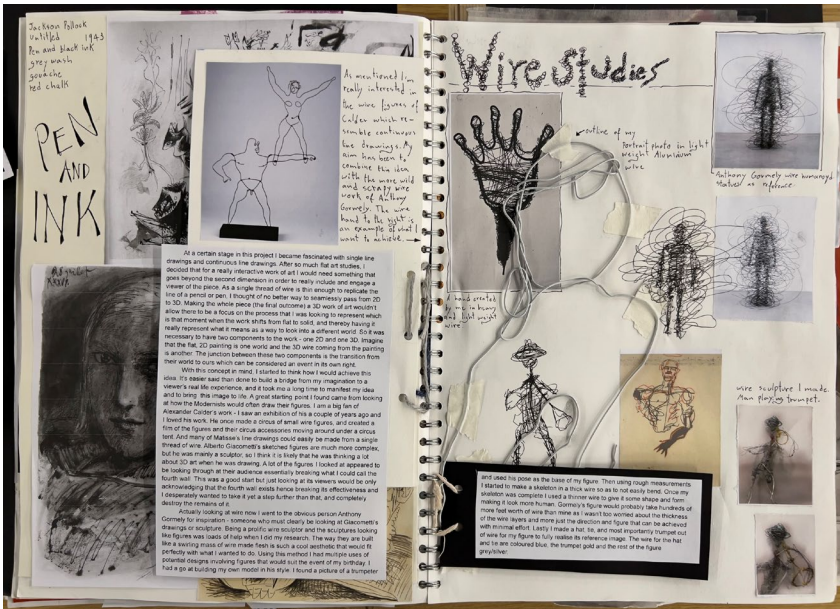 Jackson Pollock
Untitled 1943
Pen and black ink
grey wash
gouache
red chalk
PEN
AND
INK
As mentioned I'm
really interested in
the wire figures of
Calder which re-
semble continuous
line drawings. My
aim has been to
combine this idea
with the more wild
and scrapy wire
work of Anthony
Gormely. The wire
hand to the right is
an example of what I
want to achieve.
At a certain stage in this project I became fascinated with single line
drawings and continuous line drawings. After so much flat art studies, I
decided that for a really interactive work of art I would need something that
goes beyond the second dimension in order to really include and engage a
viewer of the piece. As a single thread of wire is thin enough to replicate the
line of a pencil or pen. I thought of no better way to seamlessly pass from 2D
to 3D. Making the whole piece (the final outcome) a 3D work of art wouldn't
allow there to be a focus on the process that I was looking to represent which
is that moment when the work shifts from flat to solid, and thereby having it
really represent what it means as a way to look into a different world. So it was
necessary to have two components to the work - one 2D and one 3D. Imagine
that the flat, 2D painting is one world and the 3D wire coming from the painting
is another. The junction between these two components is the transition from
their world to ours which can be considered an event in its own right.
With this concept in mind, I started to think how I would achieve this
idea. It's easier said than done to build a bridge from my imagination to a
viewer's real life experience, and it took me a long time to manifest my idea
and to bring this image to life. A great starting point I found came from looking
at how the Modernists would often draw their figures. I am a big fan of
Alexander Calder's work - I saw an exhibition of his a couple of years ago and
I loved his work. He once made a circus of small wire figures, and created a
film of the figures and their circus accessories moving around under a circus
tent. And many of Matisse's line drawings could easily be made from a single
thread of wire. Alberto Giacometti's sketched figures are much more complex,
but he was mainly a sculptor, so I think it is likely that he was thinking a lot
about 3D art when he was drawing. A lot of the figures I looked at appeared to
be looking through at their audience essentially breaking what I could call the
fourth wall. This was a good start but just looking at its viewers would be only
acknowledging that the fourth wall exists hence breaking its effectiveness and
I desperately wanted to take it yet a step further than that, and completely
destroy the remains of it.
Actually looking at wire now I want to the obvious person Anthony
Gormely for inspiration - someone who must clearly be looking at Giacometti's
drawings or sculpture. Being a prolific wire sculptor and the sculptures looking
like figures was loads of help when I did my research. The way they are built
like a swirling mass of wire made flesh is such a cool aesthetic that would fit
perfectly with what I wanted to do. Using this method I had multiple uses of
potential designs involving figures that would suit the event of my birthday. I
had a go at building my own model in his style. I found a picture of a trumpeter
Wire Studies
outline of my
Portrait photo in light
weight Aluminium
wire
Anthony Gormely wire humanoid
statues as reference.
A hand created
by me in heavy
and light weight
wire
wire sculpture I made.
Man playing trumpet.
and used his pose as the base of my figure. Then using rough measurements
I started to make a skeleton in a thick wire so as to not easily bend. Once my
skeleton was complete I used a thinner wire to give it some shape and form
making it look more human. Gormely's figure would probably take hundreds of
more feet worth of wire than mine as I wasn't too worried about the thickness
of the wire layers and more just the direction and figure that can be achieved
with minimal effort. Lastly I made a hat, tie, and most importantly trumpet out
of wire for my figure to fully realise its reference image. The wire for the hat
and tie are coloured blue, the trumpet gold and the rest of the figure
grey/silver.